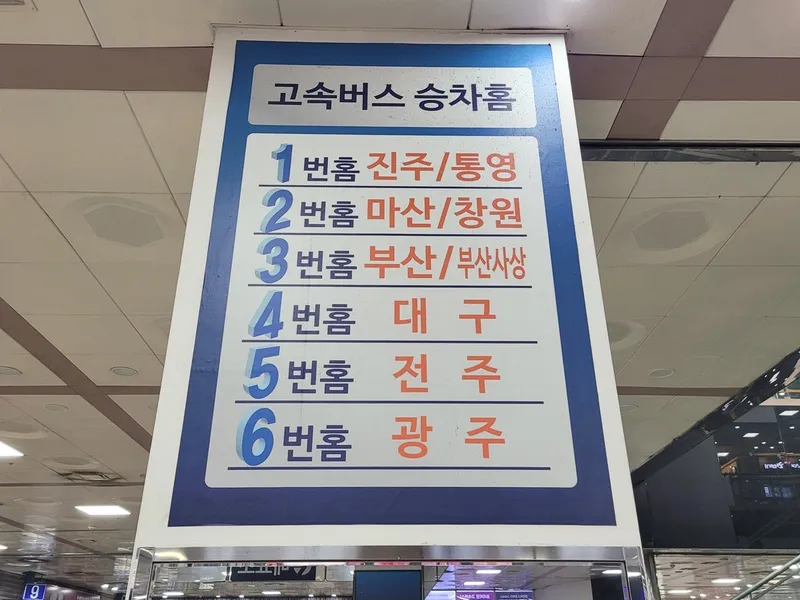 고속버스 승차홈
1 번홈 진주/통영
2 번홈 마산/창원
3 번홈 부산/부산사상
4 번홈 대 구
5 번홈 전 주
6 번홈 광 주
9